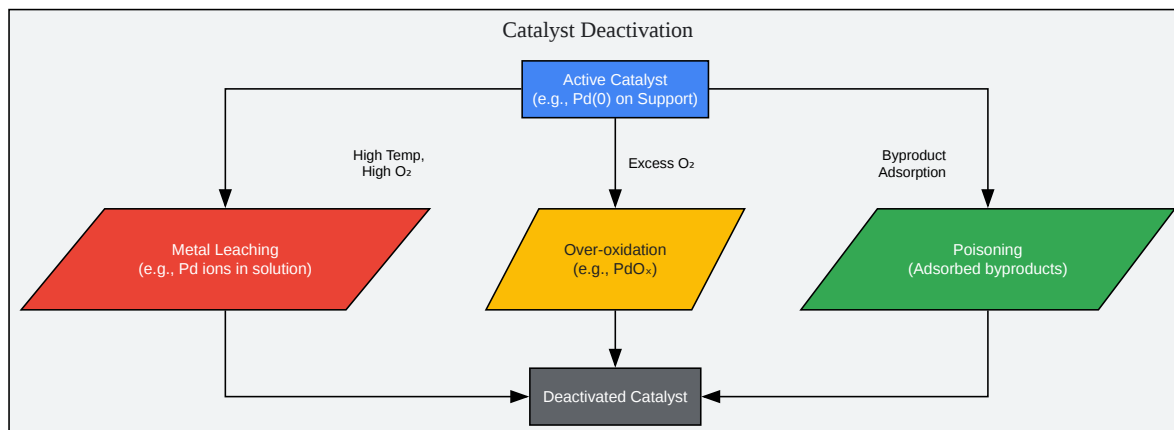 Catalyst Deactivation
Active Catalyst
(e.g., Pd(0) on Support)
High Temp,
High O₂
Excess O₂
Byproduct
Adsorption
Metal Leaching
(e.g., Pd ions in solution)
Over-oxidation
(e.g., PdOₓ)
Poisoning
(Adsorbed byproducts)
Deactivated Catalyst